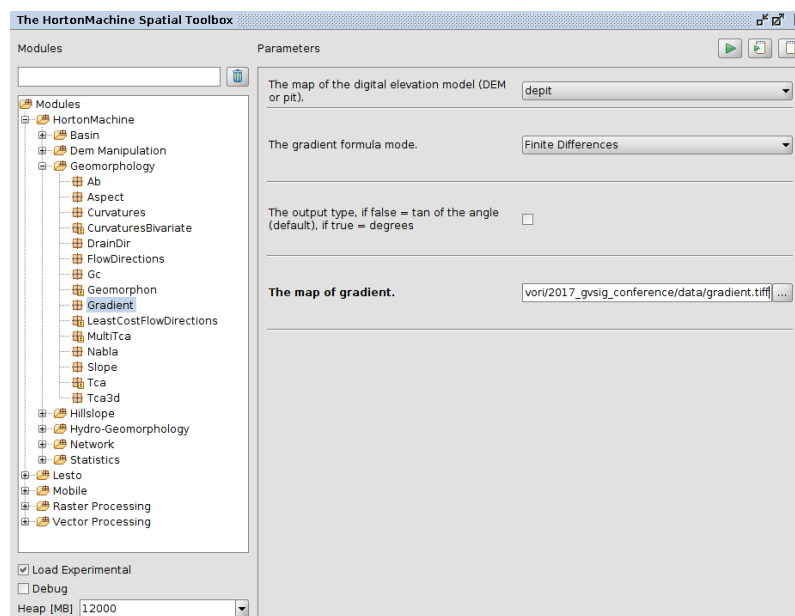 The HortonMachine Spatial Toolbox
Modules
Parameters
Modules
HortonMachine
Basin
Dem Manipulation
Geomorphology
Ab
Aspect
Curvatures
CurvaturesBivariate
DrainDir
FlowDirections
Gc
Geomorphon
Gradient
LeastCostFlowDirections
MultiTca
Nabla
Slope
Tca
Tca3d
Hillslope
Hydro-Geomorphology
Network
Statistics
Lesto
Mobile
Raster Processing
Vector Processing
Load Experimental
Debug
Heap [MB] 12000
The map of the digital elevation model (DEM
or pit).
depit
The gradient formula mode.
Finite Differences
The output type, if false = tan of the angle
(default), if true = degrees
The map of gradient.
vori/2017_gvsig_conference/data/gradient.tiff
...